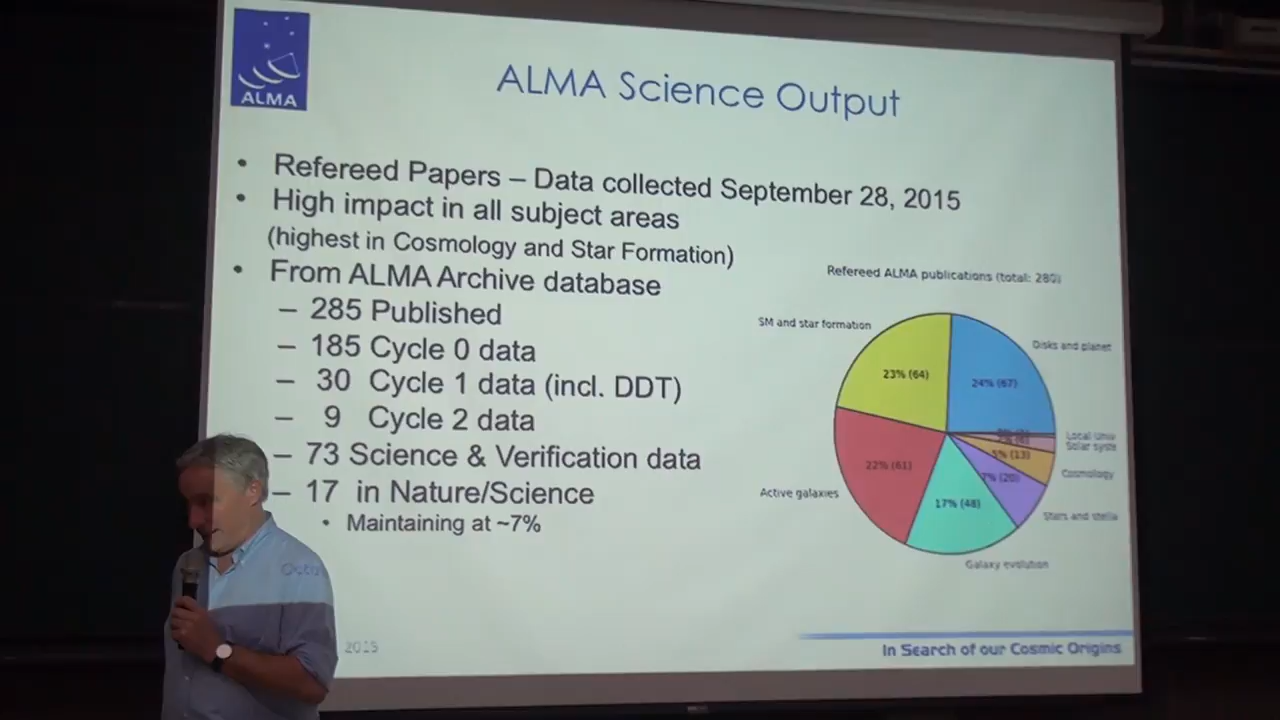 ALMA
ALMA Science Output
• Refereed Papers – Data collected September 28, 2015
• High impact in all subject areas
(highest in Cosmology and Star Formation)
• From ALMA Archive database
– 285 Published
– 185 Cycle 0 data
– 30 Cycle 1 data (incl. DDT)
– 9 Cycle 2 data
– 73 Science & Verification data
– 17 in Nature/Science
• Maintaining at ~7%
Refereed ALMA publications (total: 280)
SM and star formation
23% (64)
Disks and planet
24% (67)
Local Univ
Solar syste
5% (13)
Cosmology
7% (20)
Stars and stella
22% (61)
Active galaxies
17% (48)
Galaxy evolution
2015
In Search of our Cosmic Origins